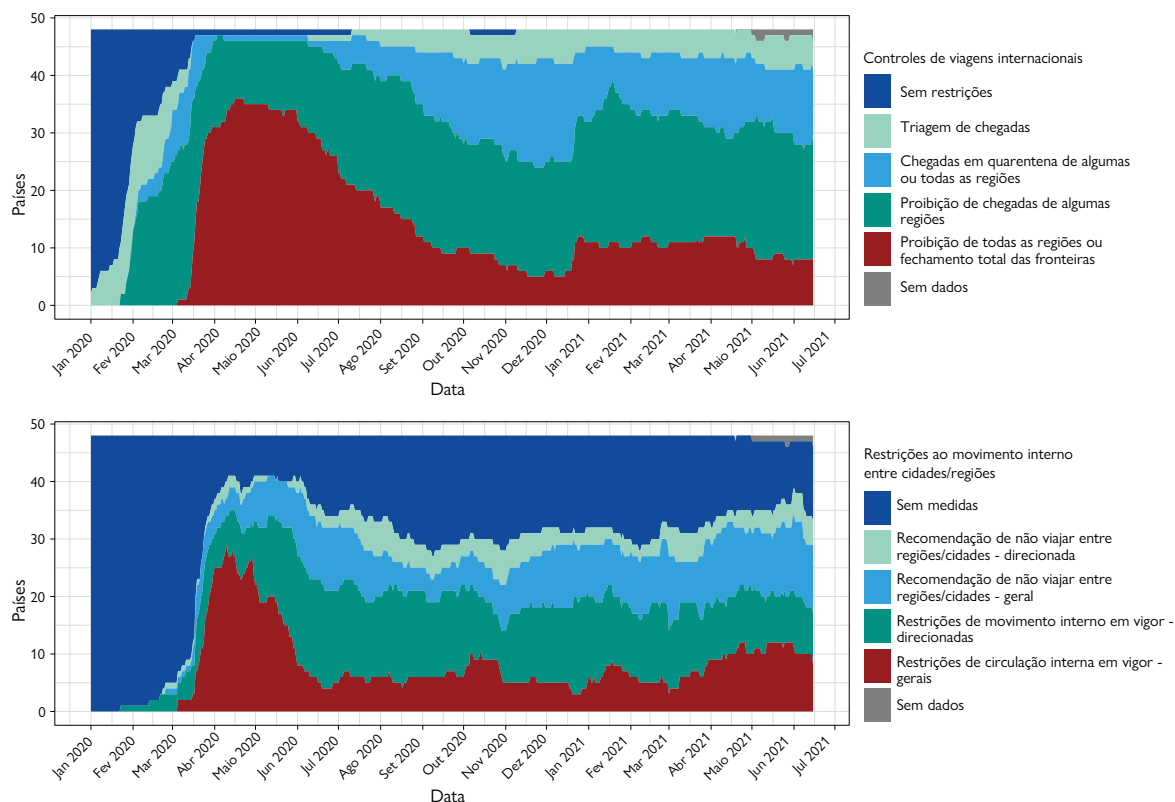 50
40
30
20
10
0
Países
Jan 2020
Fev 2020
Mar 2020
Abr 2020
Maio 2020
Jun 2020
Jul 2020
Ago 2020
Set 2020
Out 2020
Nov 2020
Dez 2020
Jan 2021
Fev 2021
Mar 2021
Abr 2021
Maio 2021
Jun 2021
Jul 2021
Data
Controles de viagens internacionais
Sem restrições
Triagem de chegadas
Chegadas em quarentena de algumas
ou todas as regiões
Proibição de chegadas de algumas
regiões
Proibição de todas as regiões ou
fechamento total das fronteiras
Sem dados
50
40
30
20
10
0
Países
Jan 2020
Fev 2020
Mar 2020
Abr 2020
Maio 2020
Jun 2020
Jul 2020
Ago 2020
Set 2020
Out 2020
Nov 2020
Dez 2020
Jan 2021
Fev 2021
Mar 2021
Abr 2021
Maio 2021
Jun 2021
Jul 2021
Data
Restrições ao movimento interno
entre cidades/regiões
Sem medidas
Recomendação de não viajar entre
regiões/cidades - direcionada
Recomendação de não viajar entre
regiões/cidades - geral
Restrições de movimento interno em vigor -
direcionadas
Restrições de circulação interna em vigor -
gerais
Sem dados